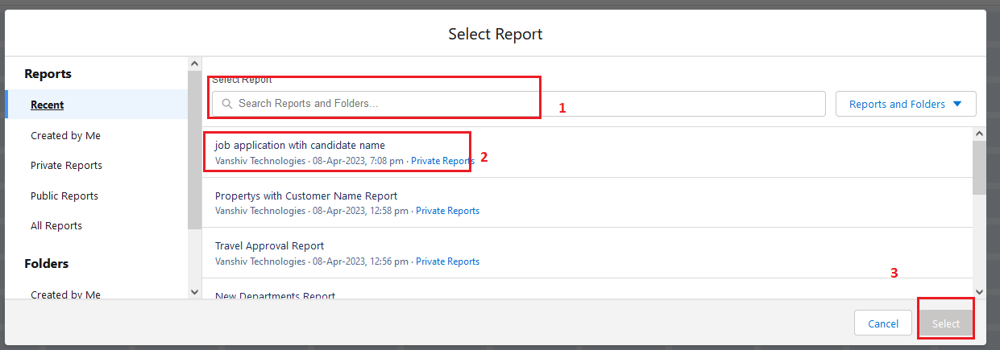 Select Report
Reports
Recent
Created by Me
Private Reports
Public Reports
All Reports
Folders
Created by Me
Select Report
Search Reports and Folders...
1
Reports and Folders
job application wtih candidate name
Vanshiv Technologies · 08-Apr-2023, 7:08 pm · Private Reports
2
Propertys with Customer Name Report
Vanshiv Technologies · 08-Apr-2023, 12:58 pm · Private Reports
Travel Approval Report
Vanshiv Technologies · 08-Apr-2023, 12:56 pm · Private Reports
New Departments Report
3
Cancel
Select